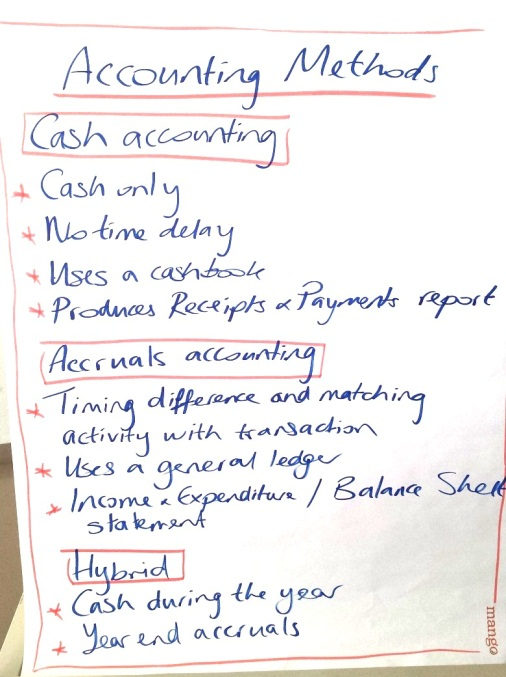 Accounting Methods
Cash accounting
* Cash only
* No time delay
* Uses a cashbook
* Produces Receipts & Payments report
Accruals accounting
* Timing difference and matching
activity with transaction
* Uses a general ledger
* Income & Expenditure / Balance Sheet
statement
Hybrid
* Cash during the year
* Year end accruals
mango